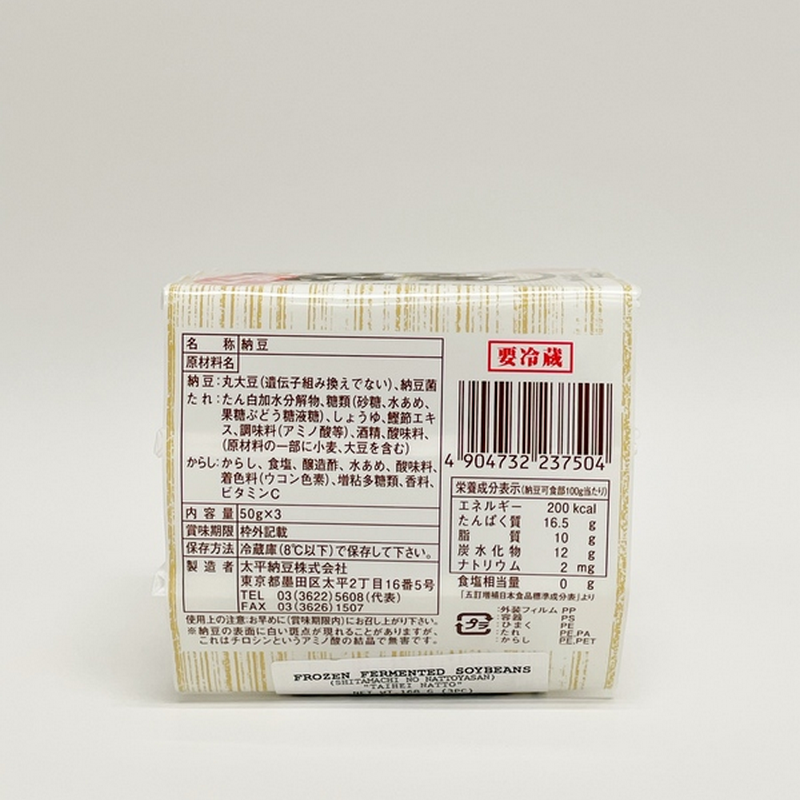 名称 納豆
原材料名
納豆:丸大豆(遺伝子組み換えでない)、納豆菌
たれ:たん白加水分解物、糖類(砂糖、水あめ、
果糖ぶどう糖液糖)、しょうゆ、鰹節エキ
ス、調味料(アミノ酸等)、酒精、酸味料、
(原材料の一部に小麦、大豆を含む)
からし:からし、食塩、醸造酢、水あめ、酸味料、
着色料(ウコン色素)、増粘多糖類、香料、
ビタミンC
内容量 50g×3
賞味期限 枠外記載
保存方法 冷蔵庫(8℃以下)で保存して下さい。
製造者 太平納豆株式会社
東京都墨田区太平2丁目16番5号
TEL 03(3622)5608(代表)
FAX 03(3626)1507
使用上の注意:お早めに(賞味期限内)にお召し上がり下さい。
※納豆の表面に白い斑点が現れることがありますが、
これはチロシンというアミノ酸の結晶で無害です。
要冷蔵
4 904732 237504
栄養成分表示(納豆可食部100g当たり)
エネルギー 200 kcal
たんぱく質 16.5 g
脂質 10 g
炭水化物 12 g
ナトリウム 2 mg
食塩相当量 0 g
「五訂増補日本食品標準成分表」より
プラ
:外装フィルム PP
:容器 PS
:ひまく PE
:たれ PE,PA
:からし PE,PET
FROZEN FERMENTED SOYBEANS
(SHITAMACHI NO NATTOYASAN)
"TAIHEI NATTO"
NET WT 168 G (3PC)